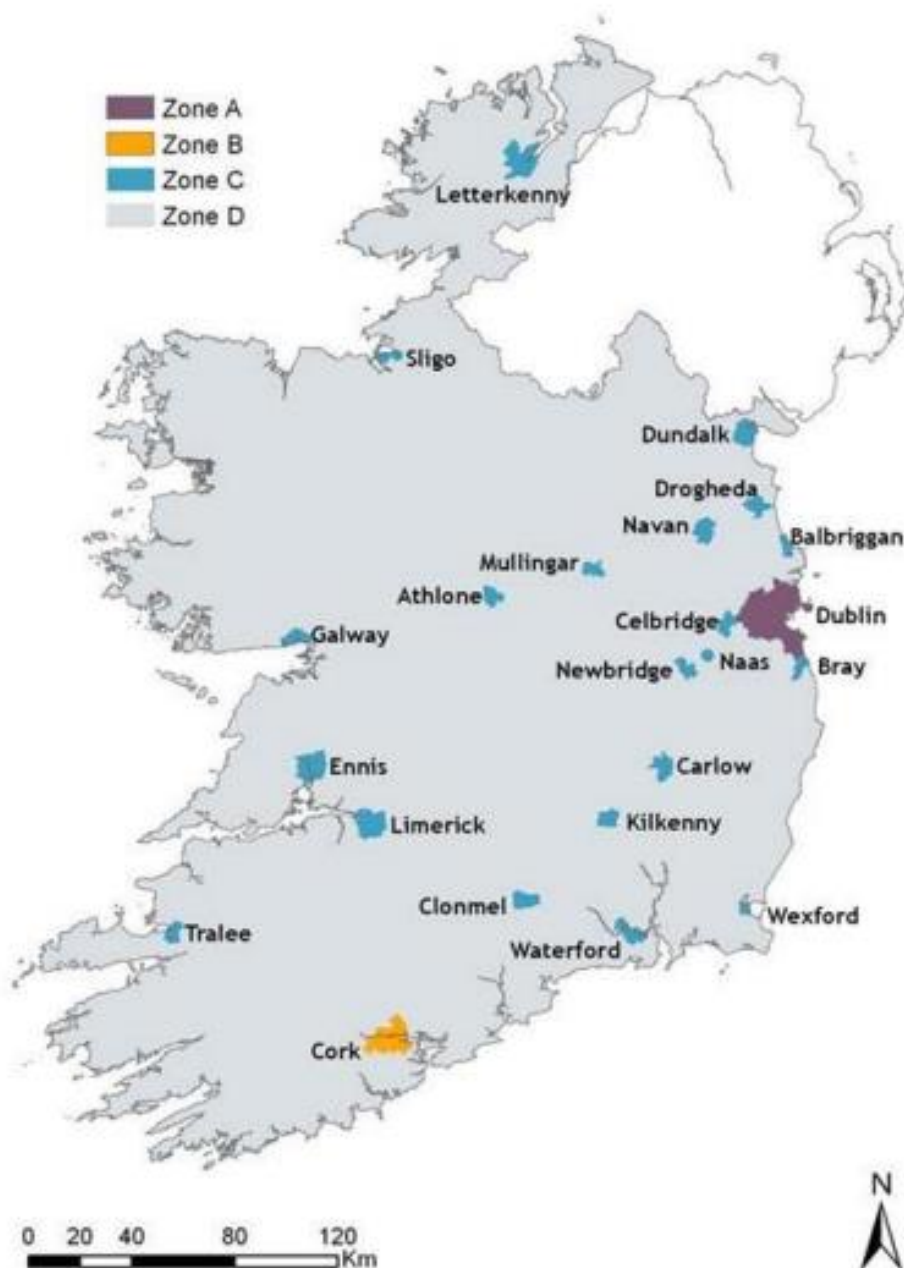 Zone A
Zone B
Zone C
Zone D
Letterkenny
Sligo
Dundalk
Drogheda
Navan
Balbriggan
Mullingar
Athlone
Celbridge
Dublin
Galway
Newbridge
Naas
Bray
Ennis
Carlow
Limerick
Kilkenny
Clonmel
Wexford
Tralee
Waterford
Cork
N
0 20 40 80 120
Km